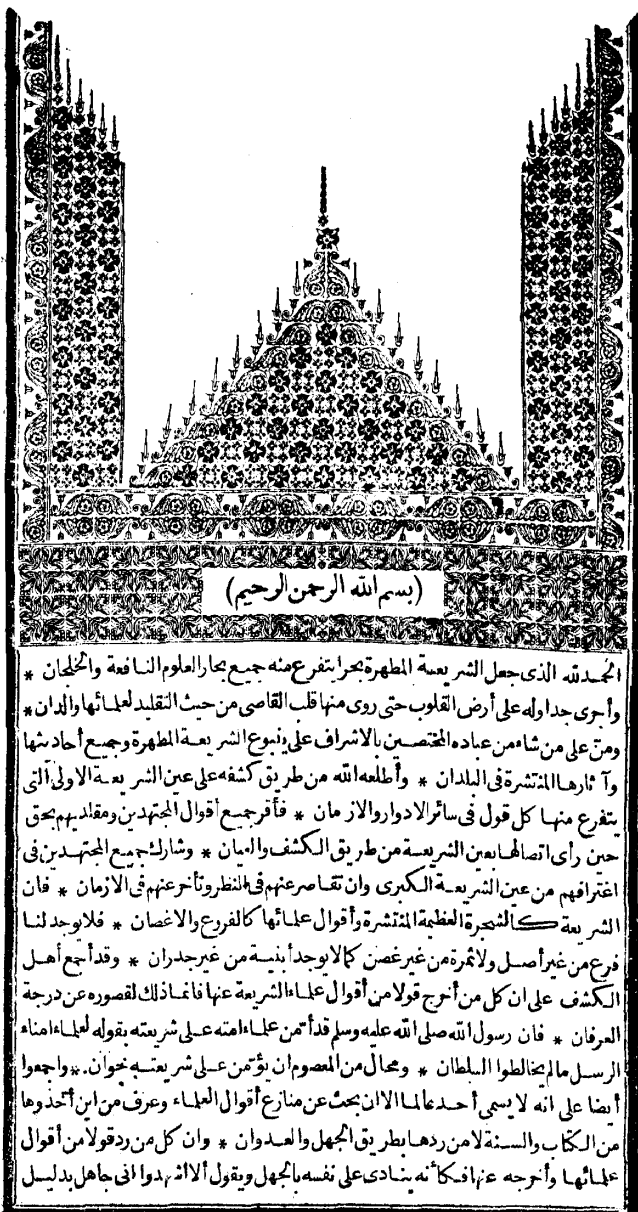 (بسم الله الرحمن الرحيم)
الحمد لله الذى جعل الشريعة المطهرة بحرا يتفرع منه جميع بحار العلوم النافعة والخلجان *
وأجرى جداوله على أرض القلوب حتى روى منها قلب القاصى من حيث التقليد لعلمائها والدان *
ومنّ على من شاء من عباده المختصين بالاشراف على ينبوع الشريعة المطهرة وجميع أحاديثها
وآثارها المنتشرة فى البلدان * وأطلعه الله من طريق كشفه على عين الشريعة الاولى التى
يتفرع منها كل قول فى سائر الادوار والازمان * فأقر جميع أقوال المجتهدين ومقلديهم بحق
حين رأى اتصالها بعين الشريعة من طريق الكشف والعيان * وشارك جميع المجتهدين فى
اغترافهم من عين الشريعة الكبرى وان تقاصر عنهم فى النظر وتأخر عنهم فى الازمان * فان
الشريعة كالشجرة العظيمة المنتشرة وأقوال علمائها كالفروع والاغصان * فلا يوجد لنا
فرع من غير أصل ولا ثمرة من غير غصن كما لا يوجد أبنية من غير جدران * وقد أجمع أهل
الكشف على ان كل من أخرج قولا من أقوال علماء الشريعة عنها فانما ذلك لقصوره عن درجة
العرفان * فان رسول الله صلى الله عليه وسلم قد أمن علماء امته على شريعته بقوله العلماء امناء
الرسل مالم يخالطوا السلطان * ومحال من المعصوم ان يؤمن على شريعته خوان * واجمعوا
أيضا على انه لا يسمى أحد عالما الا ان بحث عن منازع أقوال العلماء وعرف من اين أخذوها
من الكتاب والسنة لا من ردها بطريق الجهل والعدوان * وان كل من رد قولا من أقوال
علمائها وأخرجه عنها فكأنه ينادى على نفسه بالجهل ويقول ألا اشهدوا انى جاهل بدليل